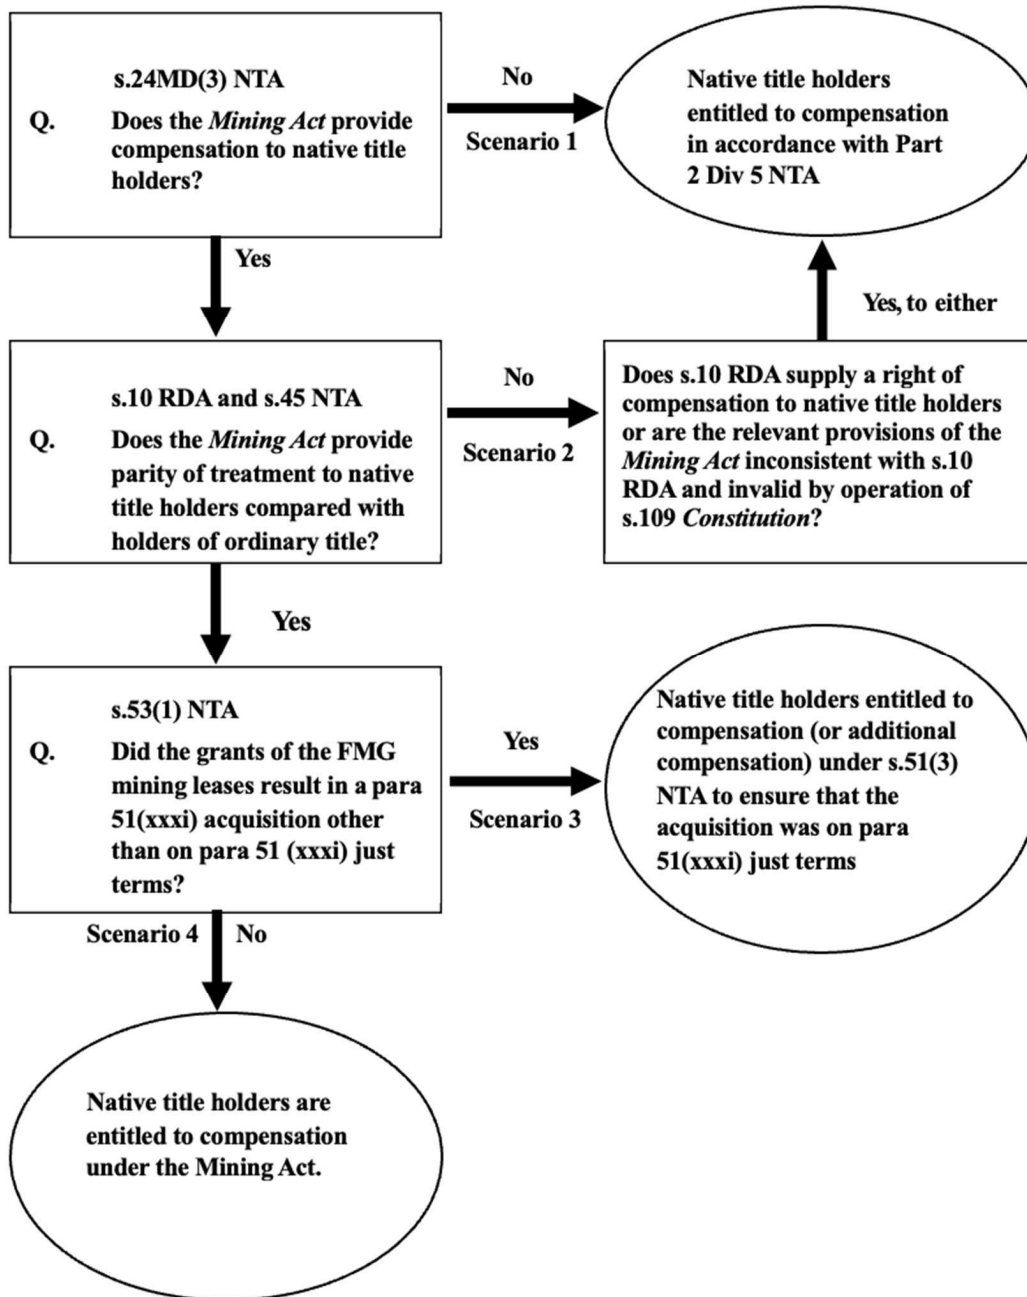 s.24MD(3) NTA
Q. Does the Mining Act provide
compensation to native title
holders?
No
Scenario 1
Native title holders
entitled to compensation
in accordance with Part
2 Div 5 NTA
Yes
Yes, to either
s.10 RDA and s.45 NTA
Q. Does the Mining Act provide
parity of treatment to native
title holders compared with
holders of ordinary title?
No
Scenario 2
Does s.10 RDA supply a right of
compensation to native title holders
or are the relevant provisions of the
Mining Act inconsistent with s.10
RDA and invalid by operation of
s.109 Constitution?
Yes
s.53(1) NTA
Q. Did the grants of the FMG
mining leases result in a para
51(xxxi) acquisition other
than on para 51 (xxxi) just
terms?
Yes
Scenario 3
Native title holders entitled to
compensation (or additional
compensation) under s.51(3)
NTA to ensure that the
acquisition was on para
51(xxxi) just terms
Scenario 4
No
Native title holders are
entitled to compensation
under the Mining Act.